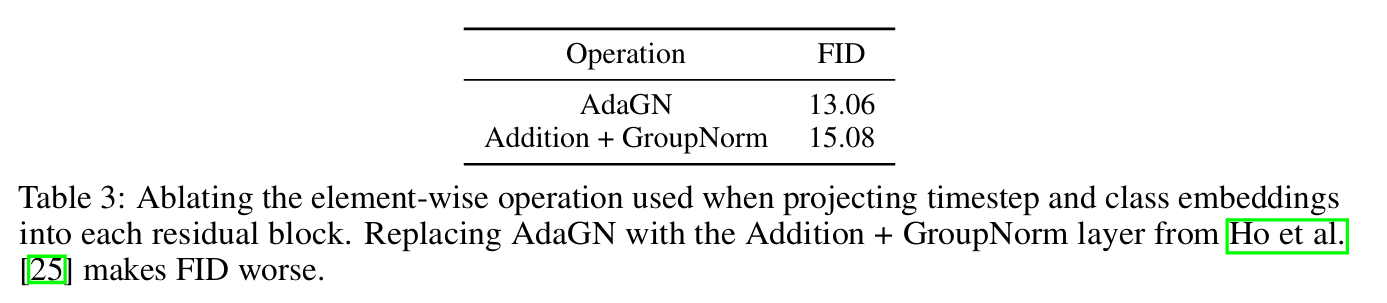 Operation FID
AdaGN 13.06
Addition + GroupNorm 15.08
Table 3: Ablating the element-wise operation used when projecting timestep and class embeddings
into each residual block. Replacing AdaGN with the Addition + GroupNorm layer from Ho et al.
[25] makes FID worse.